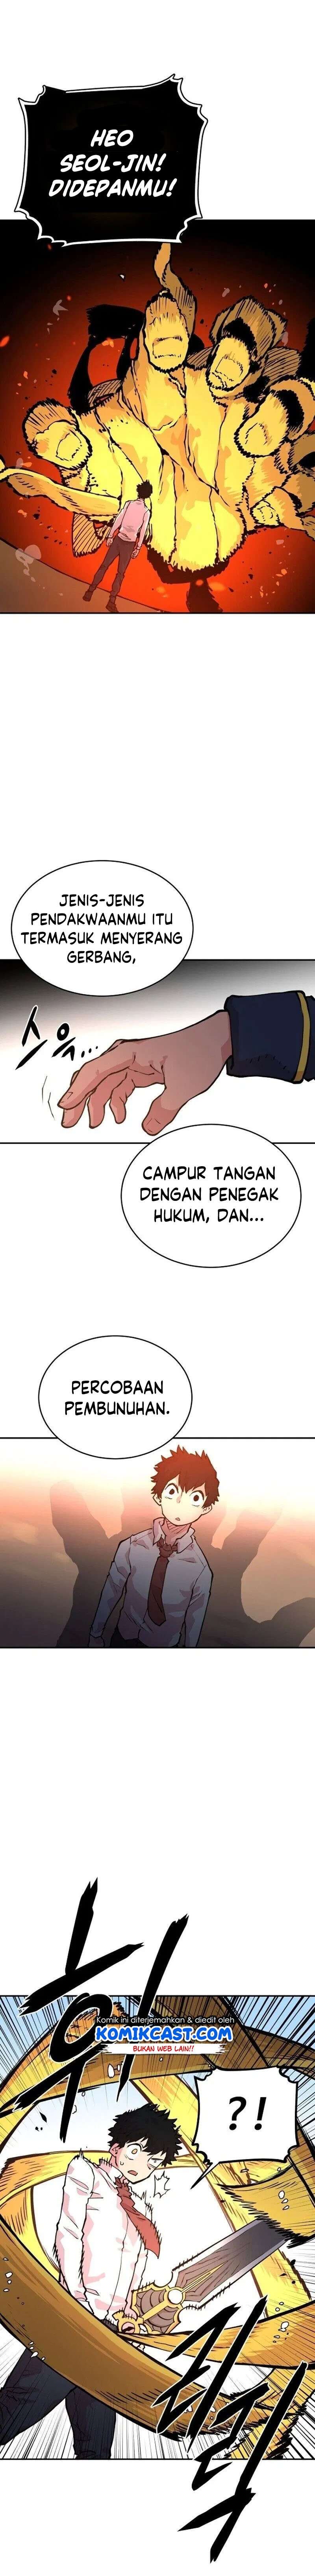 HEO
SEOL-JIN!
DIDEPANMU!
JENIS-JENIS
PENDAKWAANMU ITU
TERMASUK MENYERANG
GERBANG,
스윽...
CAMPUR TANGAN
DENGAN PENEGAK
HUKUM, DAN...
PERCOBAAN
PEMBUNUHAN.
Komik ini diterjemahkan & diedit oleh
KOMIKCAST.COM
BUKAN WEB LAIN!!
?!